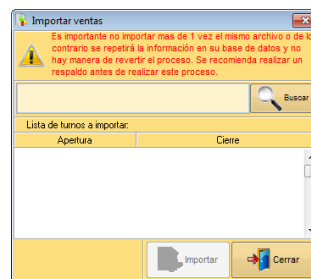 Importar ventas
Es importante no importar mas de 1 vez el mismo archivo o de lo
contrario se repetirá la información en su base de datos y no
hay manera de revertir el proceso. Se recomienda realizar un
respaldo antes de realizar este proceso.
Buscar
Lista de turnos a importar:
Apertura Cierre
Importar Cerrar